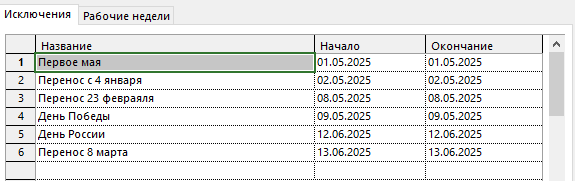 Исключения Рабочие недели
Название Начало Окончание
1 Первое мая 01.05.2025 01.05.2025
2 Перенос с 4 января 02.05.2025 02.05.2025
3 Перенос 23 февраяля 08.05.2025 08.05.2025
4 День Победы 09.05.2025 09.05.2025
5 День России 12.06.2025 12.06.2025
6 Перенос 8 марта 13.06.2025 13.06.2025